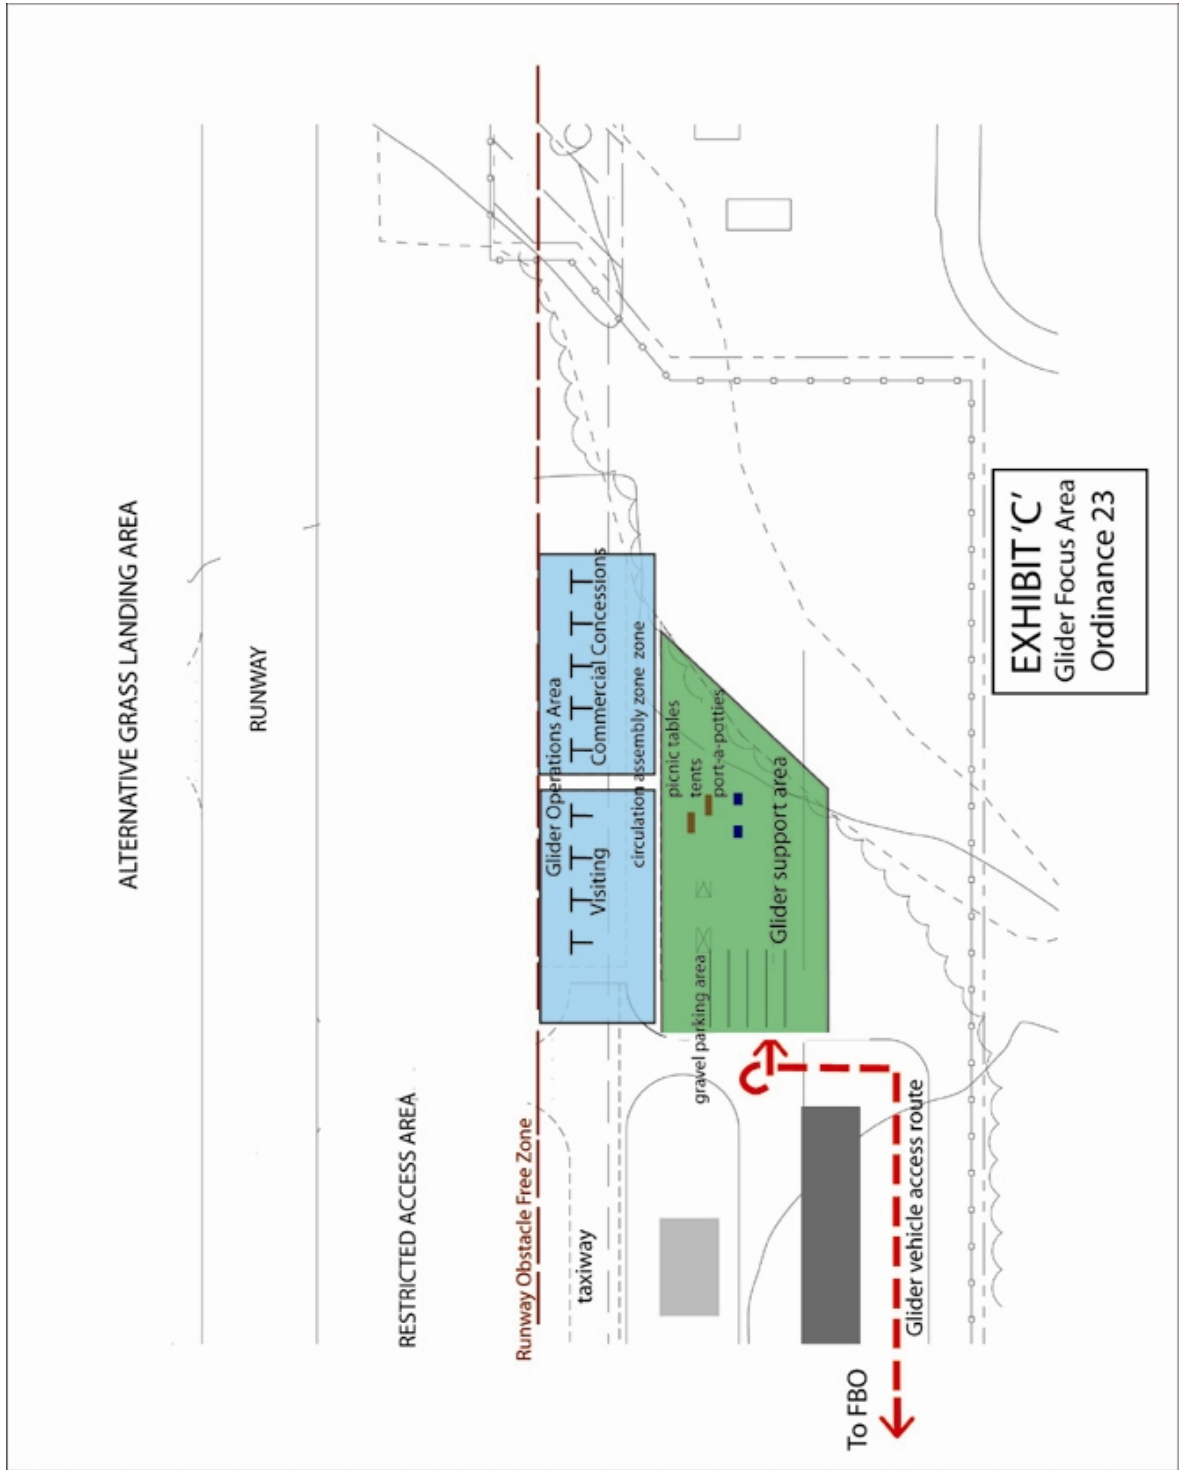 ALTERNATIVE GRASS LANDING AREA
RUNWAY
RESTRICTED ACCESS AREA
Runway Obstacle Free Zone
Glider Operations Area
taxiway
Visiting
Commercial Concessions
circulation assembly zone zone
picnic tables
tents
port-a-potties
gravel parking area
Glider support area
To FBO
Glider vehicle access route
EXHIBIT 'C'
Glider Focus Area
Ordinance 23